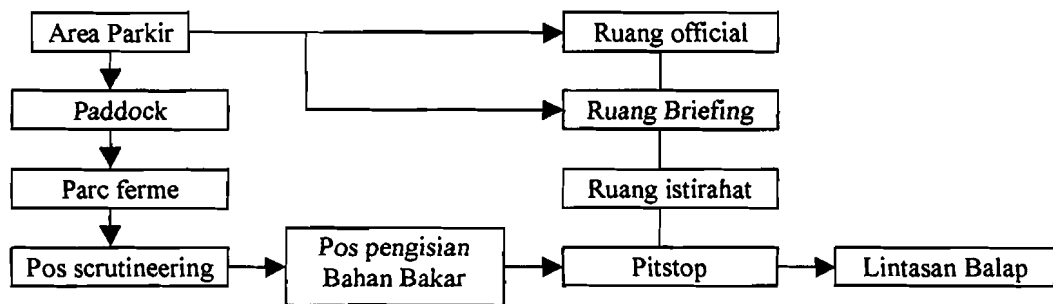 Area Parkir
Ruang official
Paddock
Ruang Briefing
Parc ferme
Ruang istirahat
Pos scrutineering
Pos pengisian
Bahan Bakar
Pitstop
Lintasan Balap